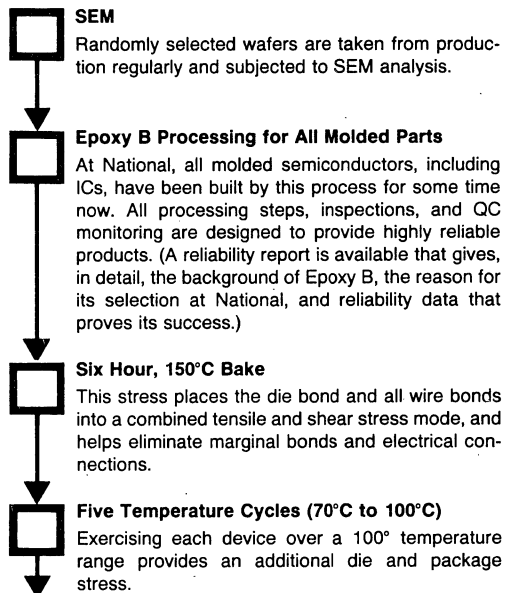 SEM
Randomly selected wafers are taken from produc-
tion regularly and subjected to SEM analysis.
Epoxy B Processing for All Molded Parts
At National, all molded semiconductors, including
ICs, have been built by this process for some time
now. All processing steps, inspections, and QC
monitoring are designed to provide highly reliable
products. (A reliability report is available that gives,
in detail, the background of Epoxy B, the reason for
its selection at National, and reliability data that
proves its success.)
Six Hour, 150°C Bake
This stress places the die bond and all wire bonds
into a combined tensile and shear stress mode, and
helps eliminate marginal bonds and electrical con-
nections.
Five Temperature Cycles (70°C to 100°C)
Exercising each device over a 100° temperature
range provides an additional die and package
stress.